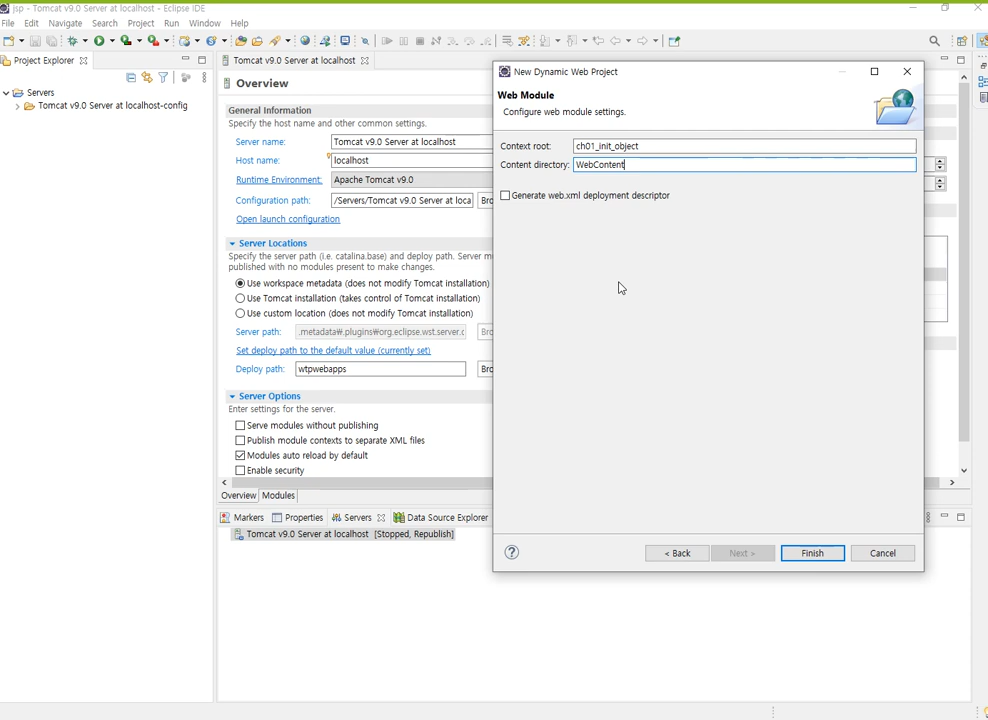 jsp - Tomcat v9.0 Server at localhost - Eclipse IDE
File Edit Navigate Search Project Run Window Help
Project Explorer
Servers
Tomcat v9.0 Server at localhost-config
Tomcat v9.0 Server at localhost
Overview
General Information
Specify the host name and other common settings.
Server name: Tomcat v9.0 Server at localhost
Host name: localhost
Runtime Environment: Apache Tomcat v9.0
Configuration path: /Servers/Tomcat v9.0 Server at loca Bro
Open launch configuration
Server Locations
Specify the server path (i.e. catalina.base) and deploy path. Server m
published with no modules present to make changes.
Use workspace metadata (does not modify Tomcat installation)
Use Tomcat installation (takes control of Tomcat installation)
Use custom location (does not modify Tomcat installation)
Server path: .metadata₩.plugins₩org.eclipse.wst.server.c Bro
Set deploy path to the default value (currently set)
Deploy path: wtpwebapps Bro
Server Options
Enter settings for the server.
Serve modules without publishing
Publish module contexts to separate XML files
Modules auto reload by default
Enable security
Overview Modules
Markers Properties Servers Data Source Explorer
Tomcat v9.0 Server at localhost [Stopped, Republish]
New Dynamic Web Project
Web Module
Configure web module settings.
Context root: ch01_init_object
Content directory: WebContent
Generate web.xml deployment descriptor
? < Back Next > Finish Cancel